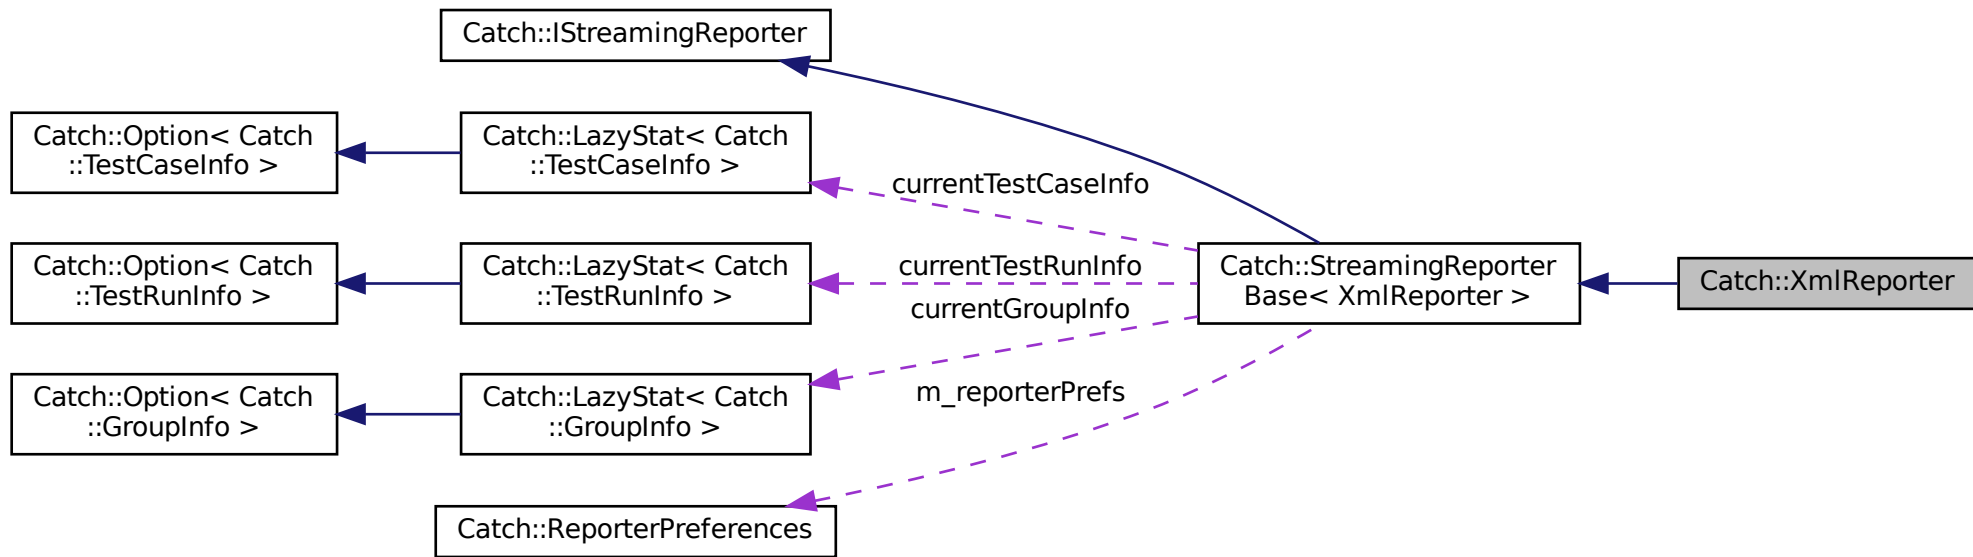 Catch::IStreamingReporter
Catch::Option< Catch
::TestCaseInfo >
Catch::LazyStat< Catch
::TestCaseInfo >
currentTestCaseInfo
Catch::Option< Catch
::TestRunInfo >
Catch::LazyStat< Catch
::TestRunInfo >
currentTestRunInfo
Catch::StreamingReporter
Base< XmlReporter >
Catch::XmlReporter
currentGroupInfo
Catch::Option< Catch
::GroupInfo >
Catch::LazyStat< Catch
::GroupInfo >
m_reporterPrefs
Catch::ReporterPreferences